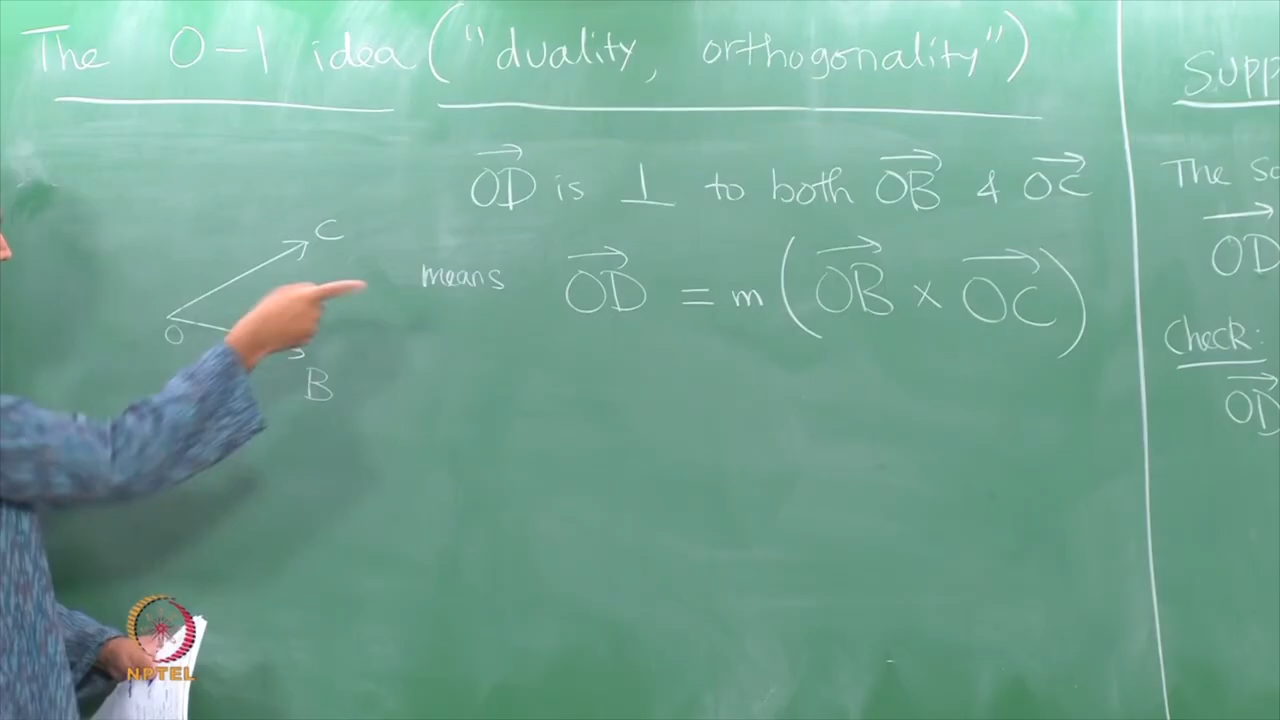 The 0-1 idea ("duality, orthogonality")
OD is ⊥ to both OB & OC
means OD = m(OB × OC)
C
O
B
Supp
The So
OD
Check:
OD
NPTEL